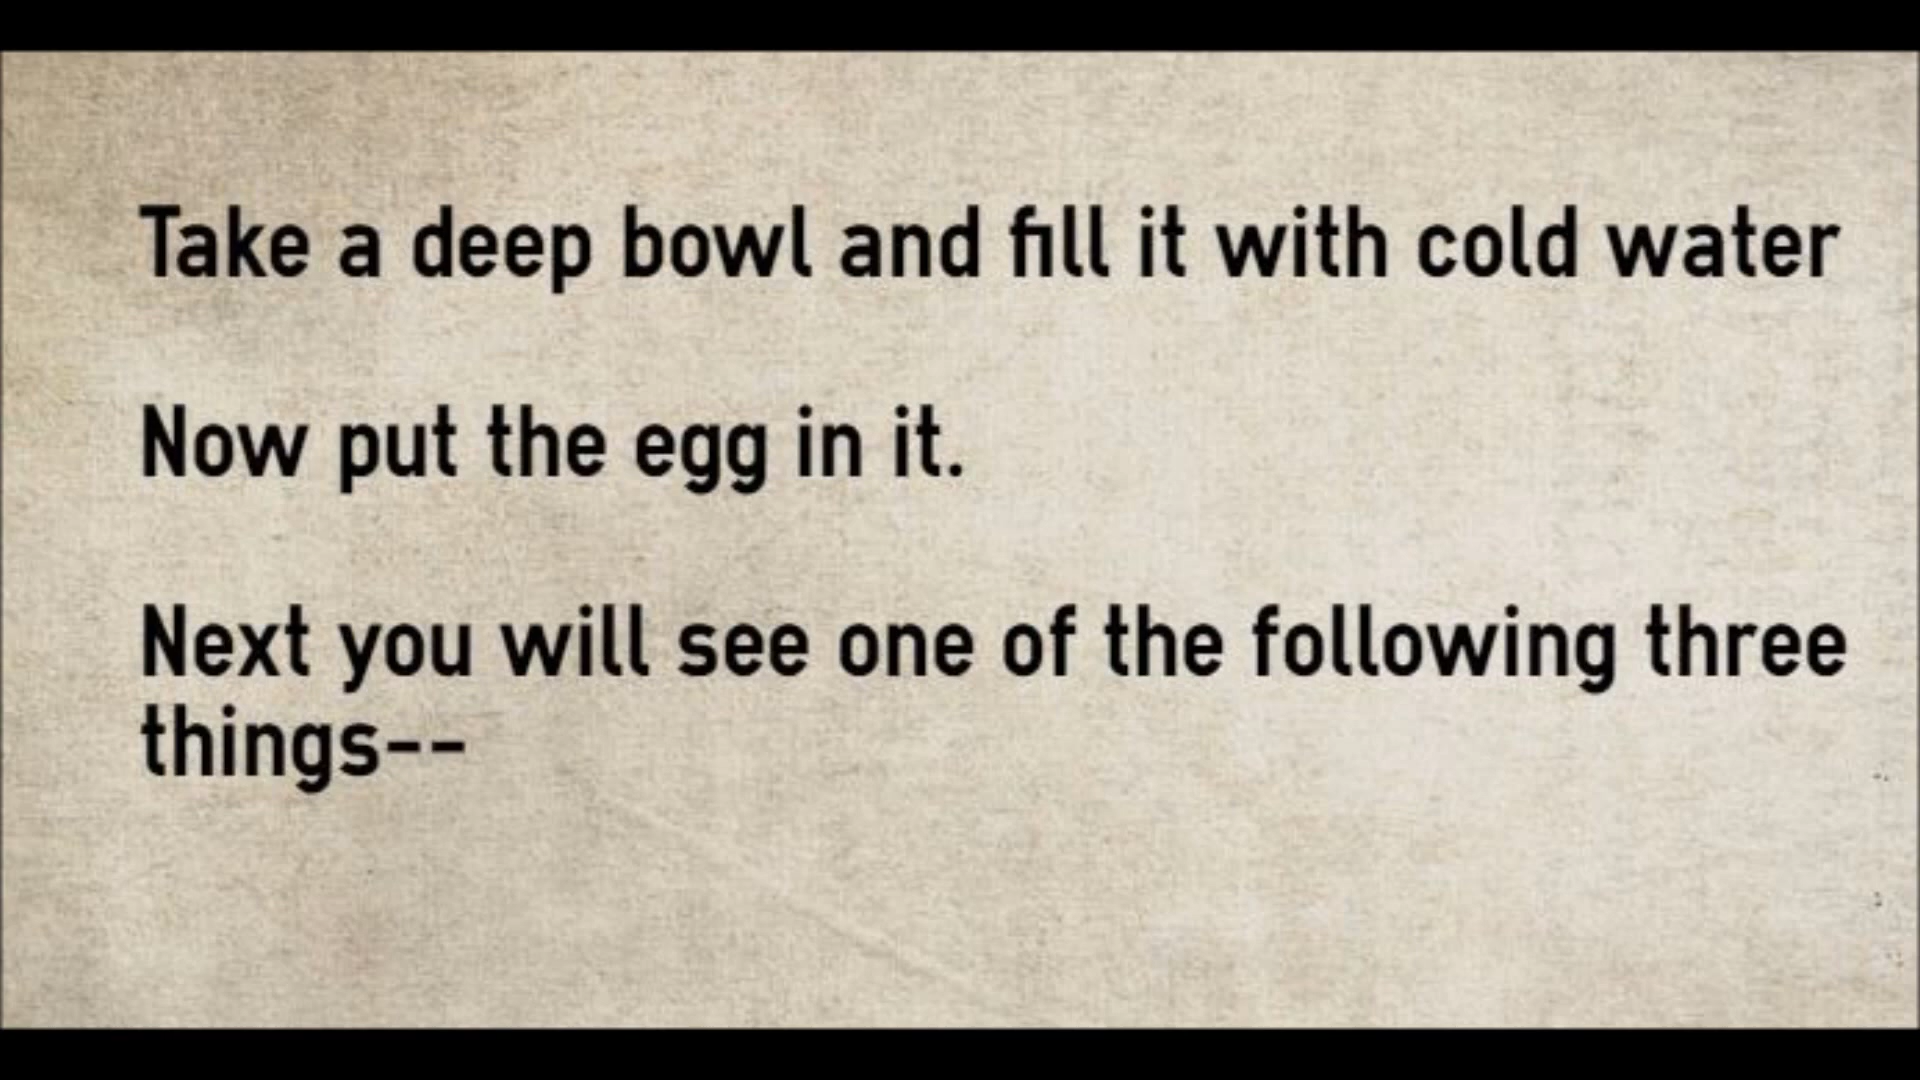 Take a deep bowl and fill it with cold water
Now put the egg in it.
Next you will see one of the following three
things--